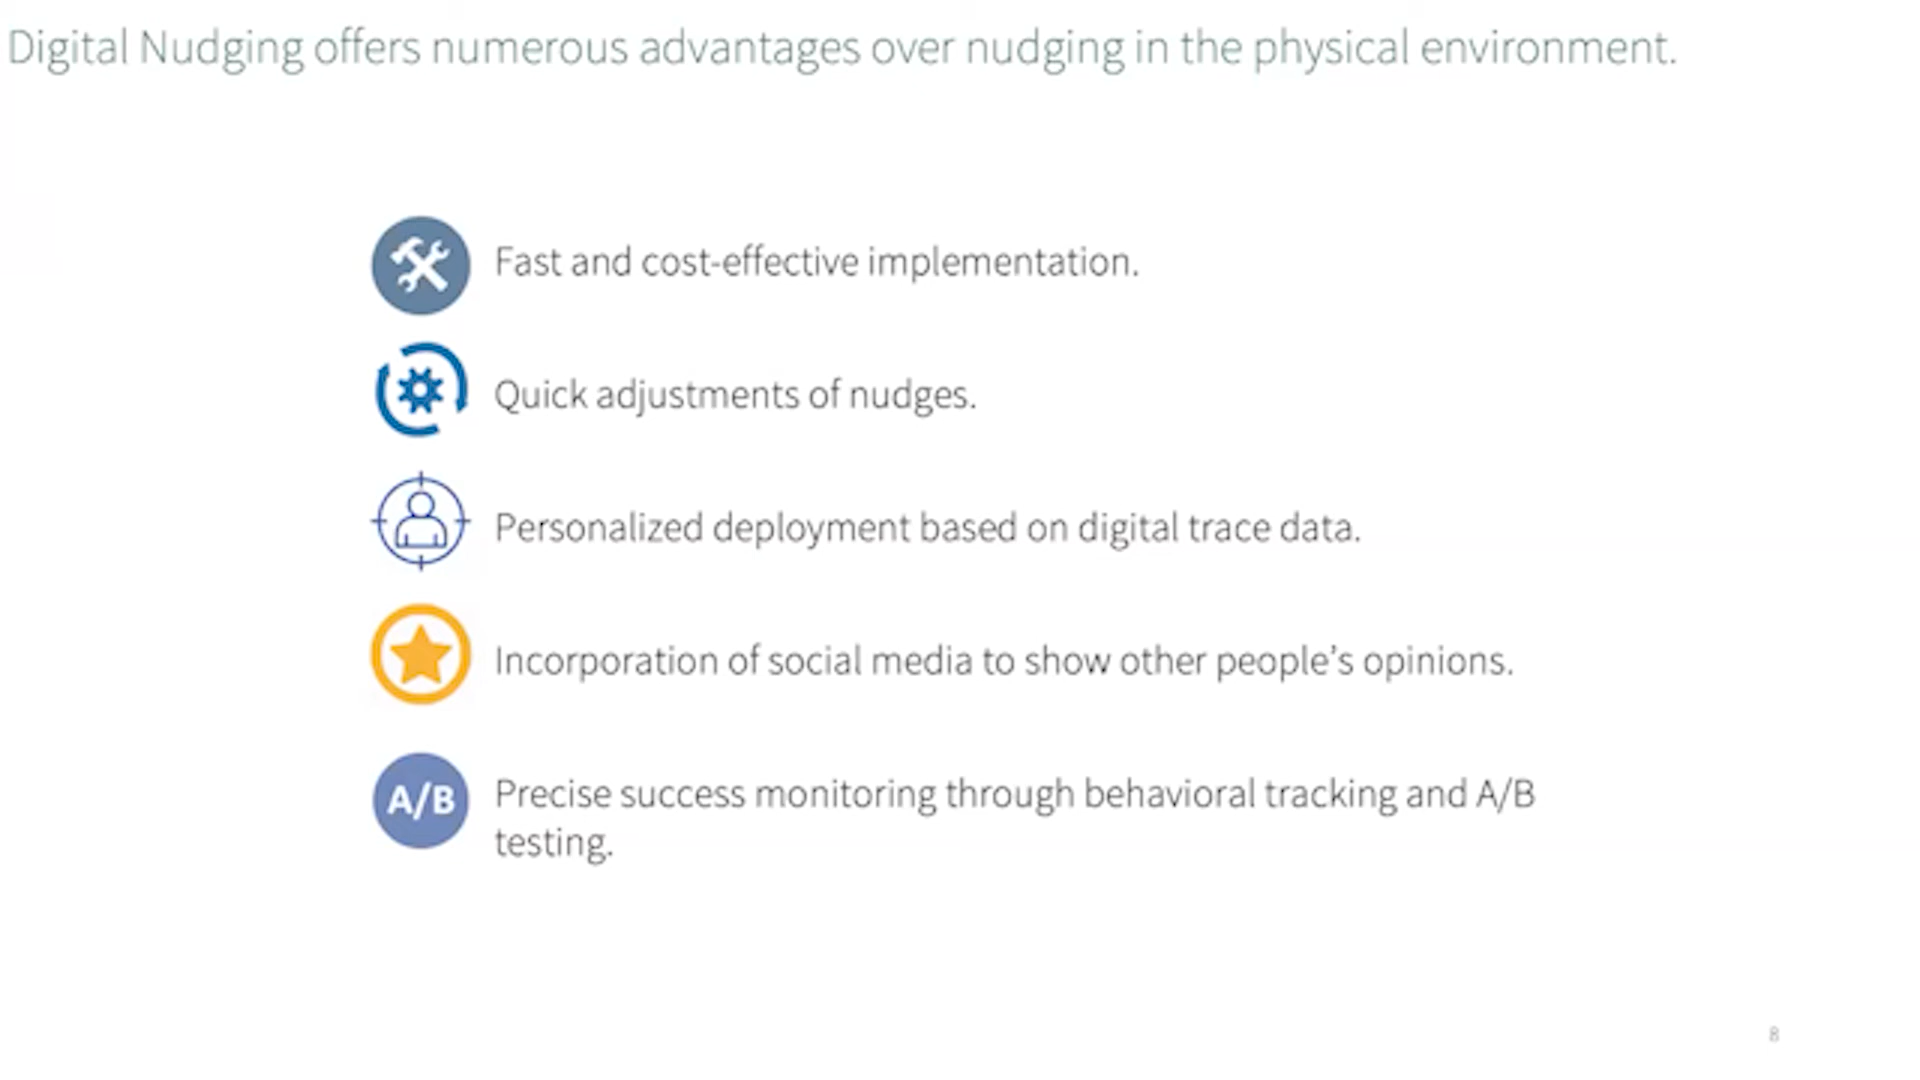 Digital Nudging offers numerous advantages over nudging in the physical environment.
Fast and cost-effective implementation.
Quick adjustments of nudges.
Personalized deployment based on digital trace data.
Incorporation of social media to show other people’s opinions.
A/B
Precise success monitoring through behavioral tracking and A/B
testing.
8